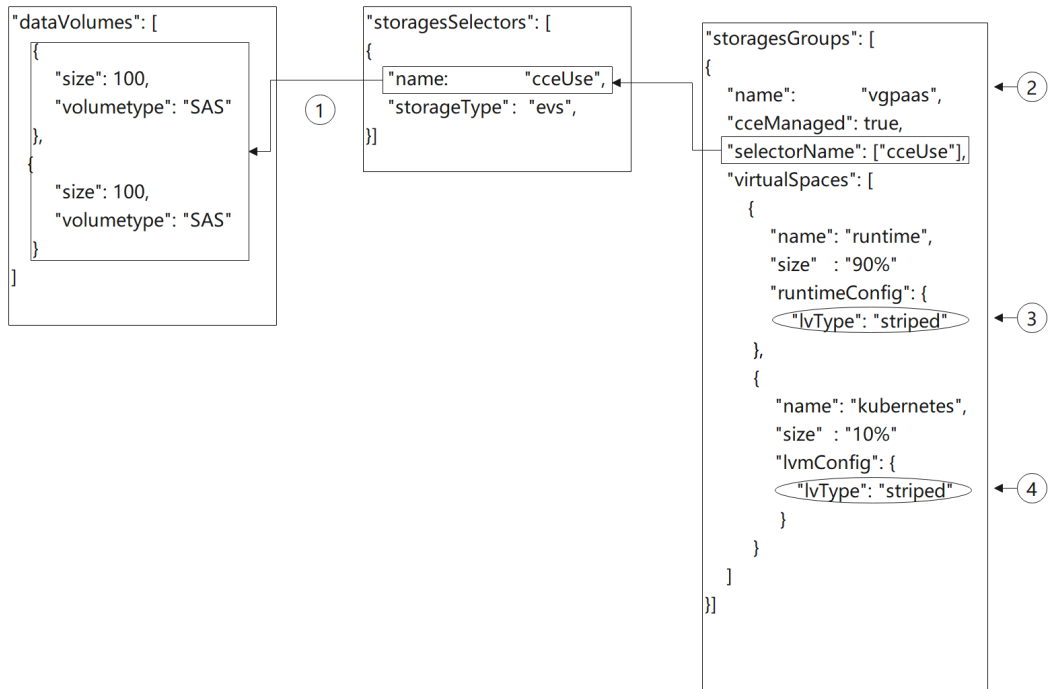 "dataVolumes": [
{
"size": 100,
"volumetype": "SAS"
},
{
"size": 100,
"volumetype": "SAS"
}
]
1
"storagesSelectors": [
{
"name: "cceUse",
"storageType": "evs",
}]
"storagesGroups": [
{
"name": "vgpaas",
"cceManaged": true,
"selectorName": ["cceUse"],
"virtualSpaces": [
{
"name": "runtime",
"size" : "90%"
"runtimeConfig": {
"lvType": "striped"
},
{
"name": "kubernetes",
"size" : "10%"
"lvmConfig": {
"lvType": "striped"
}
}
]
}]
2
3
4